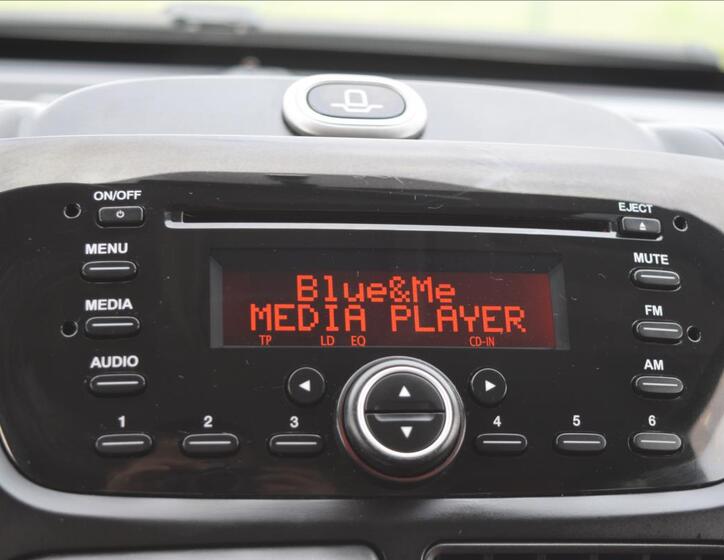 ON/OFF
EJECT
MENU
MUTE
Blue&Me
MEDIA PLAYER
MEDIA
FM
TP LD EQ CD-IN
AUDIO
AM
1 2 3 4 5 6